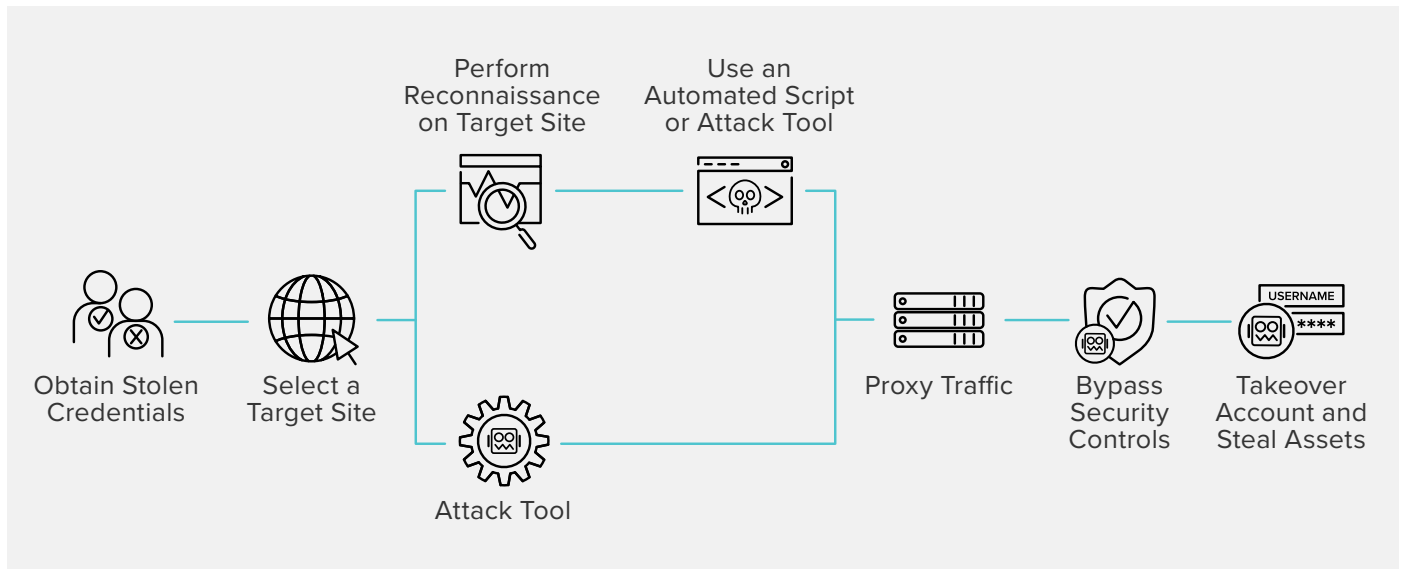 Perform
Reconnaissance
on Target Site
Use an
Automated Script
or Attack Tool
Obtain Stolen
Credentials
Select a
Target Site
Attack Tool
Proxy Traffic
Bypass
Security
Controls
USERNAME
****
Takeover
Account and
Steal Assets